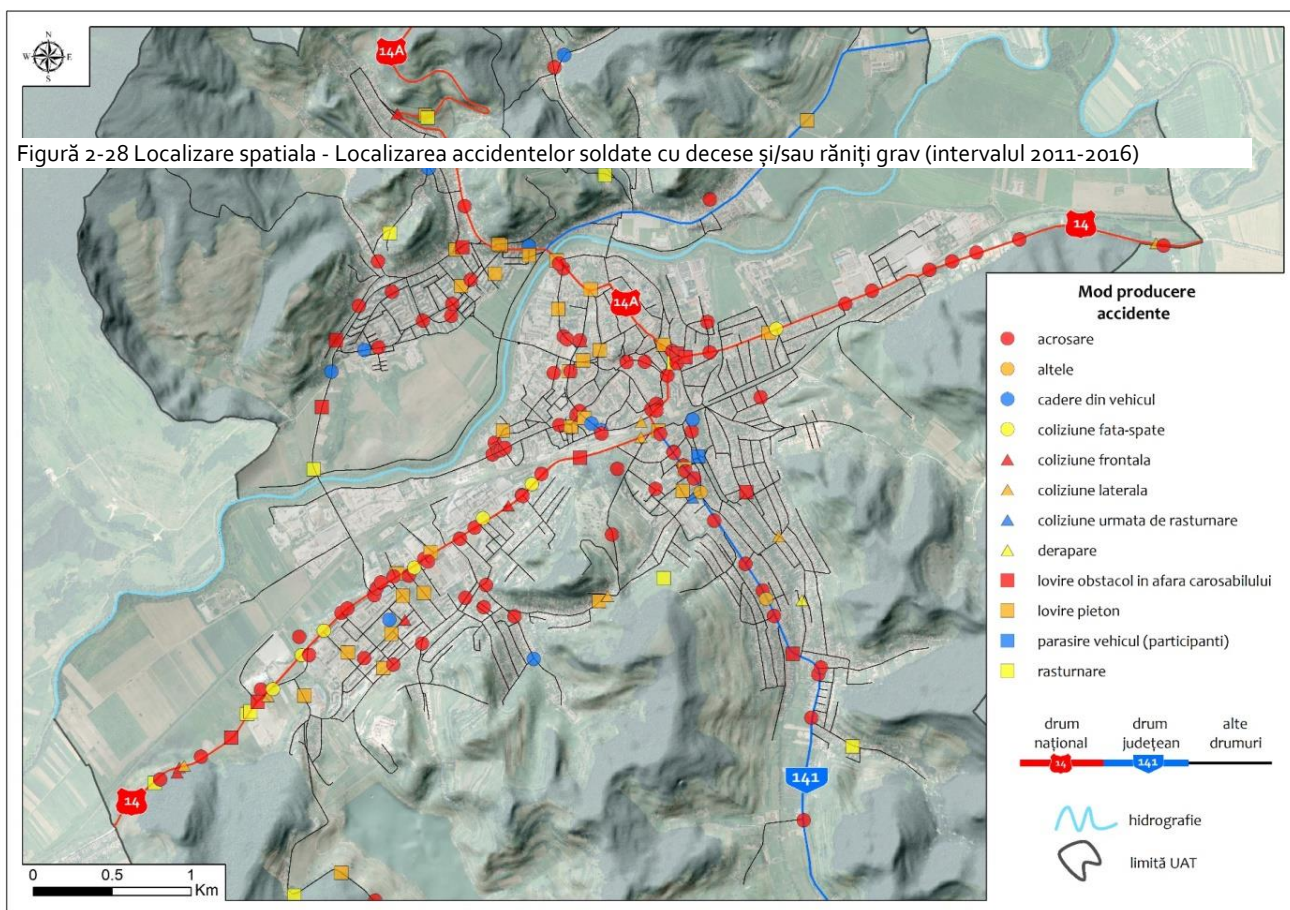 N
W E
S
14A
Figură 2-28 Localizare spatiala - Localizarea accidentelor soldate cu decese și/sau răniți grav (intervalul 2011-2016)
14
14A
Mod producere
accidente
acrosare
altele
cadere din vehicul
coliziune fata-spate
coliziune frontala
coliziune laterala
coliziune urmata de rasturnare
derapare
lovire obstacol in afara carosabilului
lovire pieton
parasire vehicul (participanti)
rasturnare
drum drum alte
național județean drumuri
14 141
hidrografie
limită UAT
141
14
0 0.5 1
Km